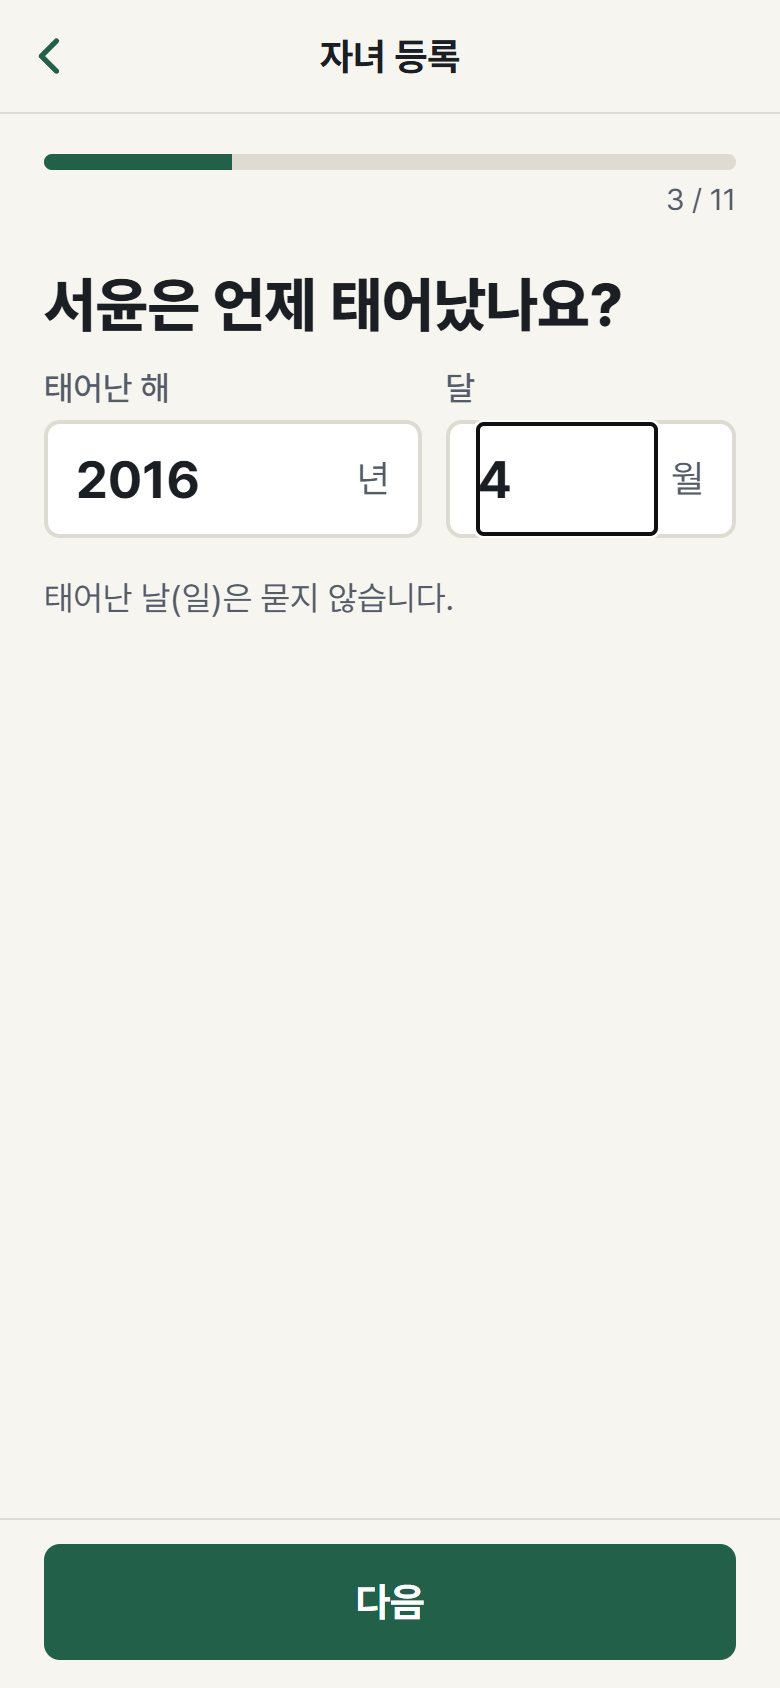 자녀 등록
3 / 11
서윤은 언제 태어났나요?
태어난 해 달
2016 년 4 월
태어난 날(일)은 묻지 않습니다.
다음